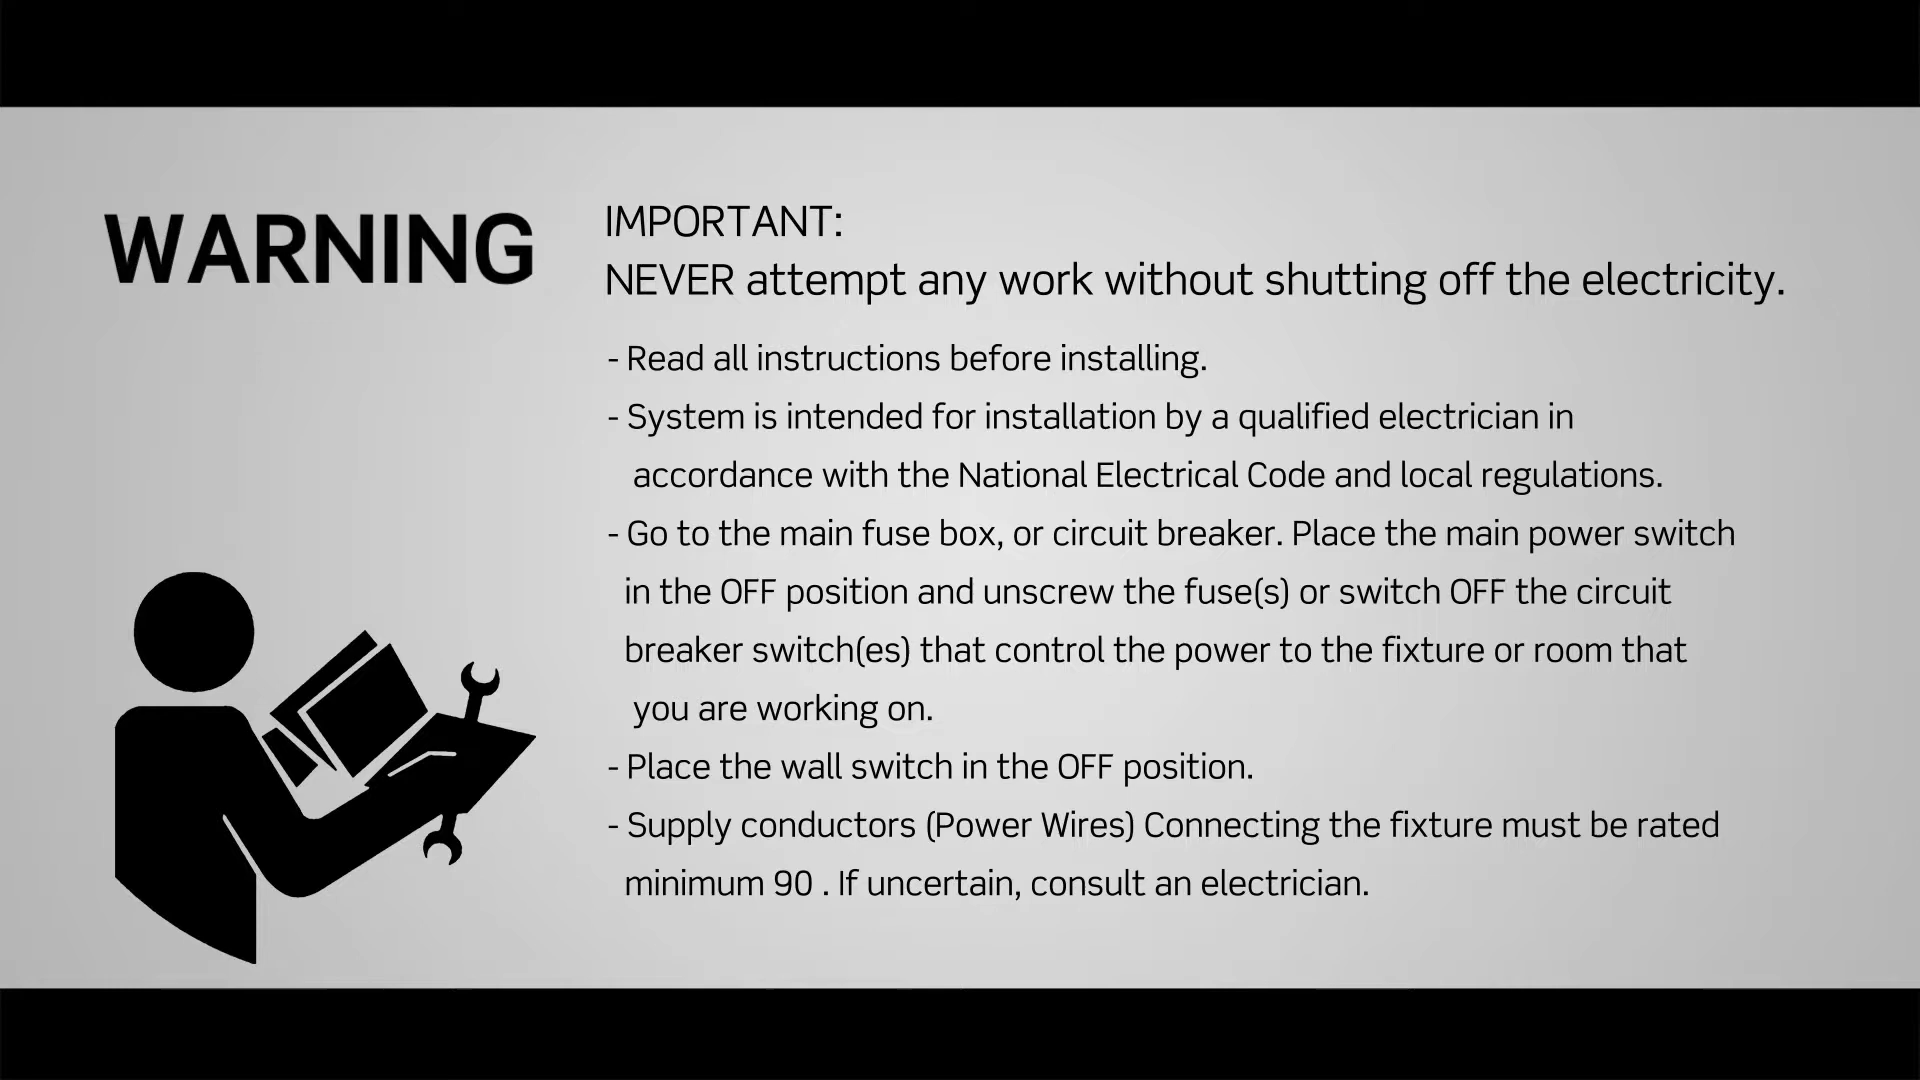 WARNING
IMPORTANT:
NEVER attempt any work without shutting off the electricity.
- Read all instructions before installing.
- System is intended for installation by a qualified electrician in
accordance with the National Electrical Code and local regulations.
- Go to the main fuse box, or circuit breaker. Place the main power switch
in the OFF position and unscrew the fuse(s) or switch OFF the circuit
breaker switch(es) that control the power to the fixture or room that
you are working on.
- Place the wall switch in the OFF position.
- Supply conductors (Power Wires) Connecting the fixture must be rated
minimum 90 . If uncertain, consult an electrician.